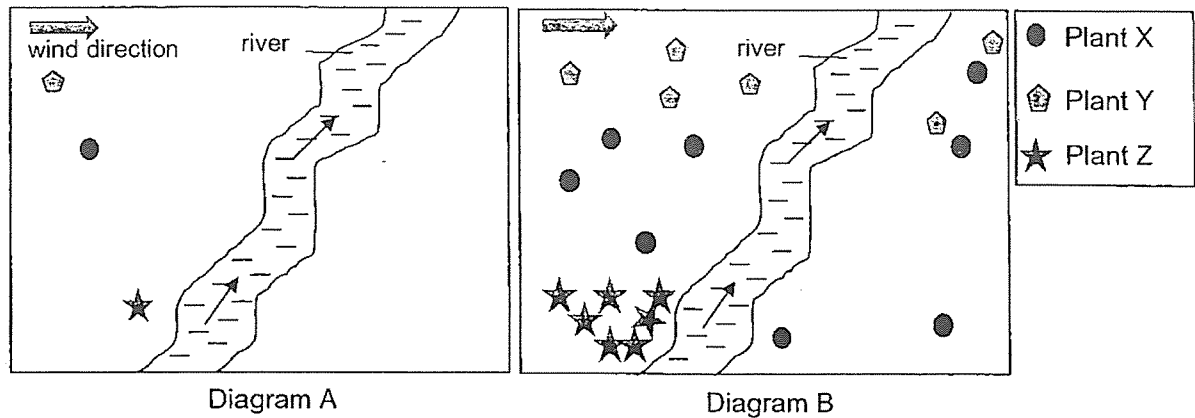 wind direction
river
Diagram A
river
Diagram B
Plant X
Plant Y
Plant Z